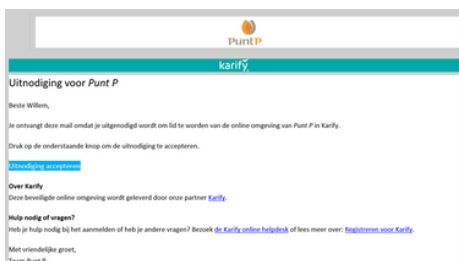 PuntP
karify
Uitnodiging voor Punt P
Beste Willem,
Je ontvangt deze mail omdat je uitgenodigd wordt om lid te worden van de online omgeving van Punt P in Karify.
Druk op de onderstaande knop om de uitnodiging te accepteren.
Uitnodiging accepteren
Over Karify
Deze beveiligde online omgeving wordt geleverd door onze partner Karify.
Hulp nodig of vragen?
Heb je hulp nodig bij het aanmelden of heb je andere vragen? Bezoek de Karify online helpdesk of lees meer over: Registreren voor Karify.
Met vriendelijke groet,
Team Punt P